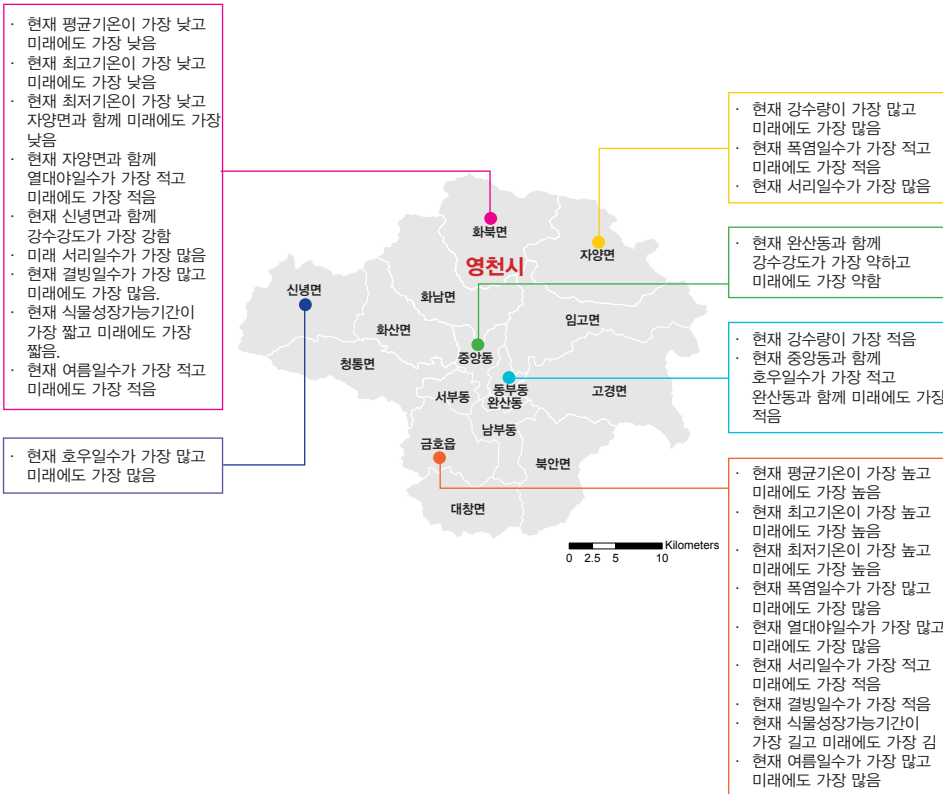 · 현재 평균기온이 가장 낮고
미래에도 가장 낮음
· 현재 최고기온이 가장 낮고
미래에도 가장 낮음
· 현재 최저기온이 가장 낮고
자양면과 함께 미래에도 가장
낮음
· 현재 자양면과 함께
열대야일수가 가장 적고
미래에도 가장 적음
· 현재 신녕면과 함께
강수강도가 가장 강함
· 미래 서리일수가 가장 많음
· 현재 결빙일수가 가장 많고
미래에도 가장 많음.
· 현재 식물성장가능기간이
가장 짧고 미래에도 가장
짧음.
· 현재 여름일수가 가장 적고
미래에도 가장 적음
· 현재 호우일수가 가장 많고
미래에도 가장 많음
화북면
자양면
영천시
신녕면
화남면
임고면
화산면
중앙동
청통면
동부동
고경면
서부동
완산동
남부동
금호읍
북안면
대창면
Kilometers
0 2.5 5 10
· 현재 강수량이 가장 많고
미래에도 가장 많음
· 현재 폭염일수가 가장 적고
미래에도 가장 적음
· 현재 서리일수가 가장 많음
· 현재 완산동과 함께
강수강도가 가장 약하고
미래에도 가장 약함
· 현재 강수량이 가장 적음
· 현재 중앙동과 함께
호우일수가 가장 적고
완산동과 함께 미래에도 가장
적음
· 현재 평균기온이 가장 높고
미래에도 가장 높음
· 현재 최고기온이 가장 높고
미래에도 가장 높음
· 현재 최저기온이 가장 높고
미래에도 가장 높음
· 현재 폭염일수가 가장 많고
미래에도 가장 많음
· 현재 열대야일수가 가장 많고
미래에도 가장 많음
· 현재 서리일수가 가장 적고
미래에도 가장 적음
· 현재 결빙일수가 가장 적음
· 현재 식물성장가능기간이
가장 길고 미래에도 가장 김
· 현재 여름일수가 가장 많고
미래에도 가장 많음